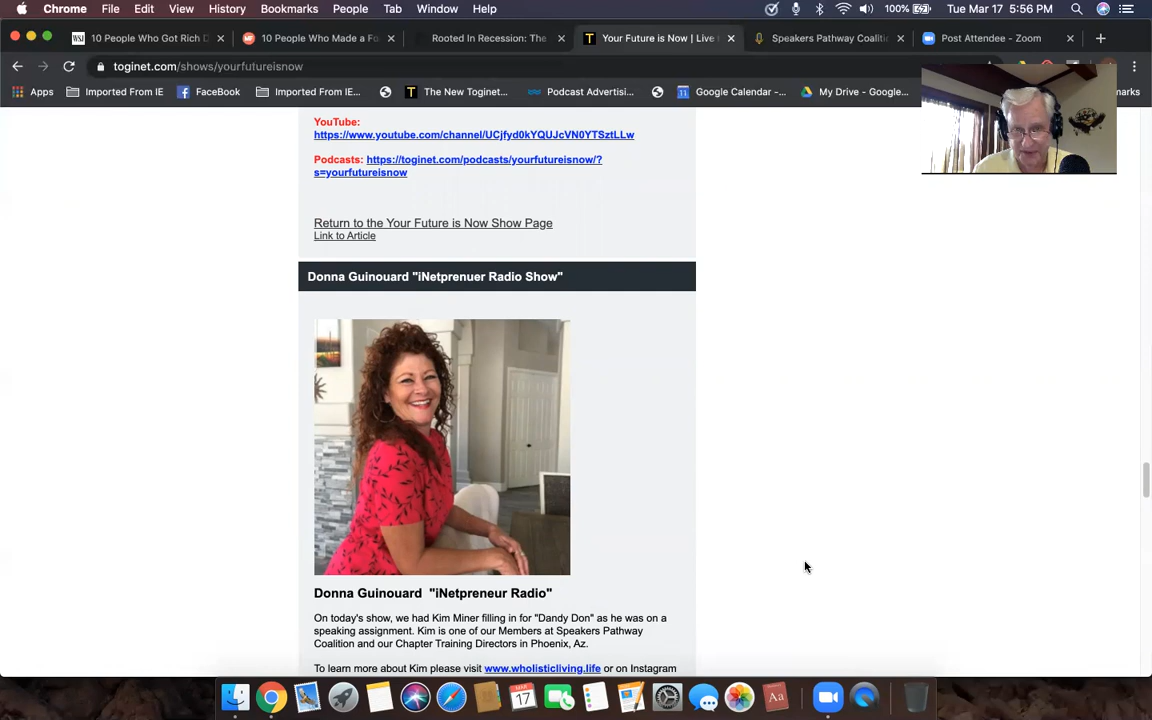 Chrome File Edit View History Bookmarks People Tab Window Help 100% Tue Mar 17 5:56 PM
WSJ 10 People Who Got Rich D 10 People Who Made a Fo Rooted In Recession: The Your Future is Now | Live Speakers Pathway Coaliti Post Attendee - Zoom
toginet.com/shows/yourfutureisnow
Apps Imported From IE FaceBook Imported From IE... The New Toginet... Podcast Advertisi... Google Calendar -... My Drive - Google...
YouTube:
https://www.youtube.com/channel/UCjfyd0kYQUJcVN0YTSztLLw
Podcasts: https://toginet.com/podcasts/yourfutureisnow/?
s=yourfutureisnow
Return to the Your Future is Now Show Page
Link to Article
Donna Guinouard "iNetprenuer Radio Show"
Donna Guinouard "iNetpreneur Radio"
On today's show, we had Kim Miner filling in for "Dandy Don" as he was on a
speaking assignment. Kim is one of our Members at Speakers Pathway
Coalition and our Chapter Training Directors in Phoenix, Az.
To learn more about Kim please visit www.wholisticliving.life or on Instagram
17